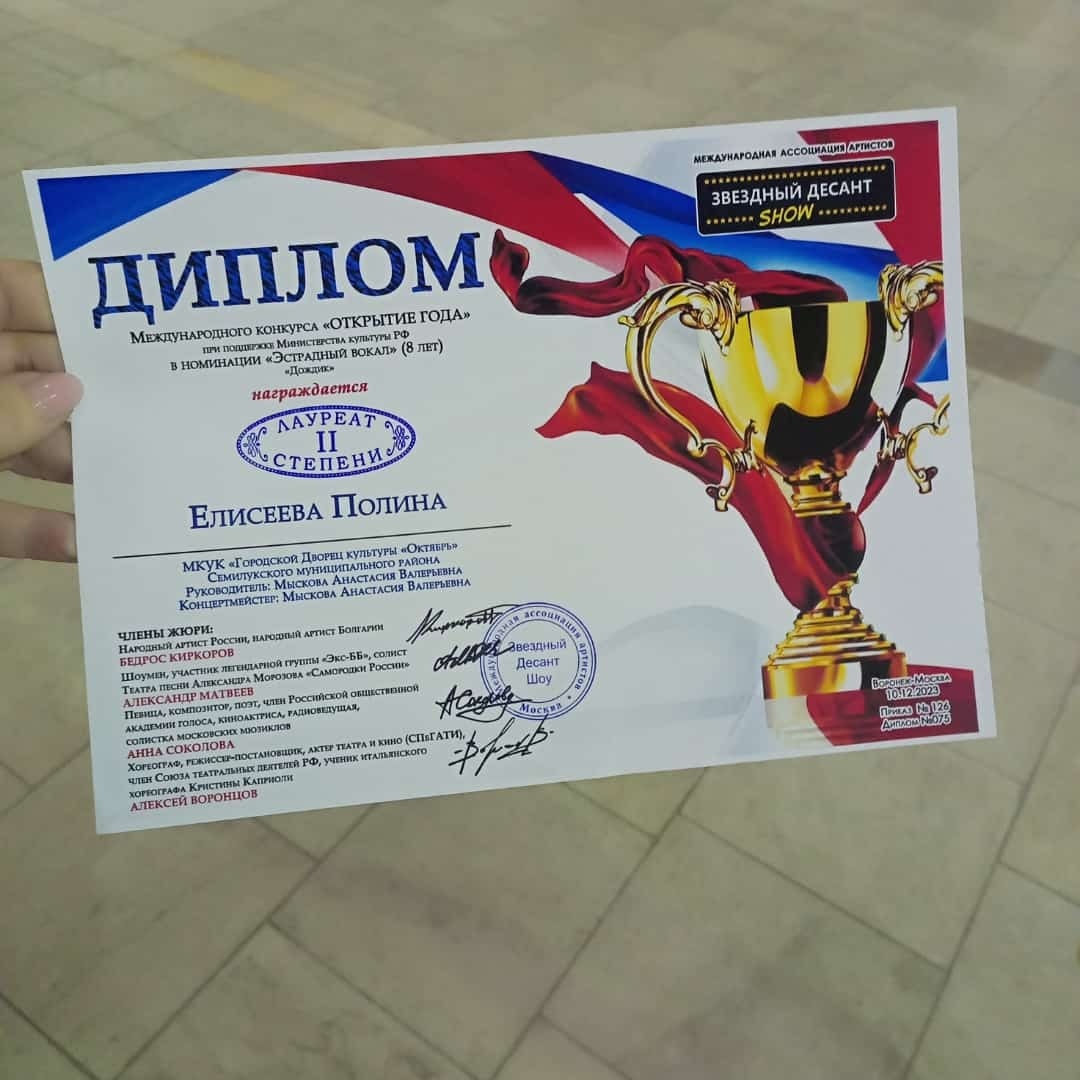 МЕЖДУНАРОДНАЯ АССОЦИАЦИЯ АРТИСТОВ
ЗВЕЗДНЫЙ ДЕСАНТ
SHOW
ДИПЛОМ
МЕЖДУНАРОДНОГО КОНКУРСА «ОТКРЫТИЕ ГОДА»
ПРИ ПОДДЕРЖКЕ МИНИСТЕРСТВА КУЛЬТУРЫ РФ
В НОМИНАЦИИ «ЭСТРАДНЫЙ ВОКАЛ» (8 ЛЕТ)
«ДОЖДИК»
награждается
ЛАУРЕАТ
II
СТЕПЕНИ
ЕЛИСЕЕВА ПОЛИНА
МКУК «ГОРОДСКОЙ ДВОРЕЦ КУЛЬТУРЫ «ОКТЯБРЬ»
СЕМИЛУКСКОГО МУНИЦИПАЛЬНОГО РАЙОНА
РУКОВОДИТЕЛЬ: МЫСКОВА АНАСТАСИЯ ВАЛЕРЬЕВНА
КОНЦЕРТМЕЙСТЕР: МЫСКОВА АНАСТАСИЯ ВАЛЕРЬЕВНА
ЧЛЕНЫ ЖЮРИ:
НАРОДНЫЙ АРТИСТ РОССИИ, НАРОДНЫЙ АРТИСТ БОЛГАРИИ
БЕДРОС КИРКОРОВ
ШОУМЕН, УЧАСТНИК ЛЕГЕНДАРНОЙ ГРУППЫ «ЭКС-ББ», СОЛИСТ
ТЕАТРА ПЕСНИ АЛЕКСАНДРА МОРОЗОВА «САМОРОДКИ РОССИИ»
АЛЕКСАНДР МАТВЕЕВ
ПЕВИЦА, КОМПОЗИТОР, ПОЭТ, ЧЛЕН РОССИЙСКОЙ ОБЩЕСТВЕННОЙ
АКАДЕМИИ ГОЛОСА, КИНОАКТРИСА, РАДИОВЕДУЩАЯ,
СОЛИСТКА МОСКОВСКИХ МЮЗИКЛОВ
АННА СОКОЛОВА
ХОРЕОГРАФ, РЕЖИССЕР-ПОСТАНОВЩИК, АКТЕР ТЕАТРА И КИНО (СПБГАТИ),
ЧЛЕН СОЮЗА ТЕАТРАЛЬНЫХ ДЕЯТЕЛЕЙ РФ, УЧЕНИК ИТАЛЬЯНСКОГО
ХОРЕОГРАФА КРИСТИНЫ КАПРИОЛИ
АЛЕКСЕЙ ВОРОНЦОВ
Международная ассоциация артистов
Звездный
Десант
Шоу
Москва
ВОРОНЕЖ-МОСКВА
10.12.2023
ПРИКАЗ №126
ДИПЛОМ №075